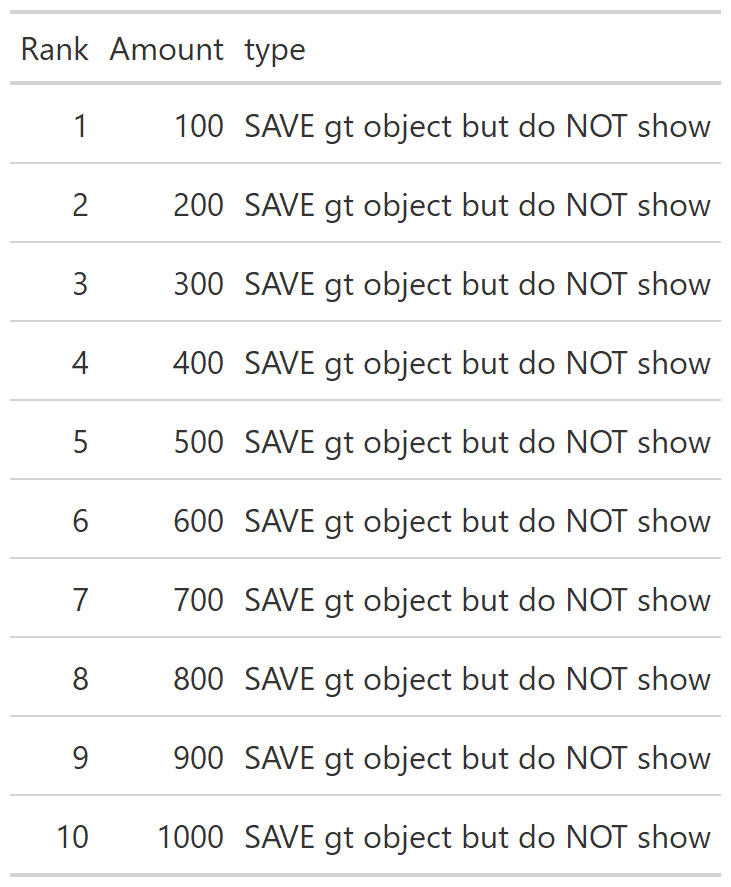 Rank Amount type
1 100 SAVE gt object but do NOT show
2 200 SAVE gt object but do NOT show
3 300 SAVE gt object but do NOT show
4 400 SAVE gt object but do NOT show
5 500 SAVE gt object but do NOT show
6 600 SAVE gt object but do NOT show
7 700 SAVE gt object but do NOT show
8 800 SAVE gt object but do NOT show
9 900 SAVE gt object but do NOT show
10 1000 SAVE gt object but do NOT show